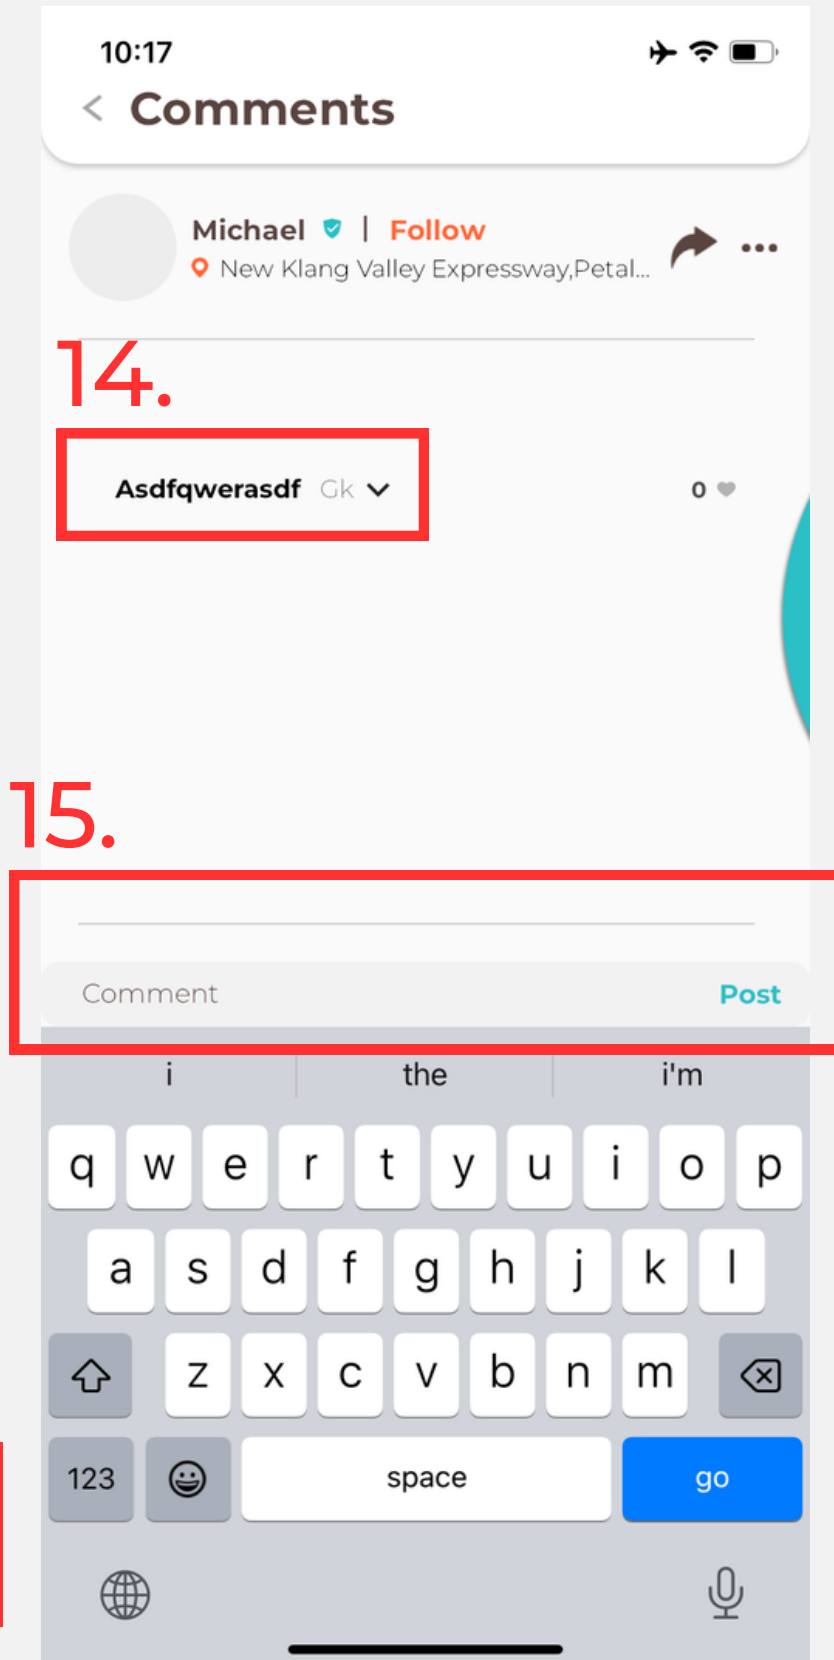 10:17
< Comments
Michael | Follow
New Klang Valley Expressway,Petal...
14.
Asdfqwerasdf Gk
0
15.
Comment Post
i the i'm
q w e r t y u i o p
a s d f g h j k l
z x c v b n m
123 space go